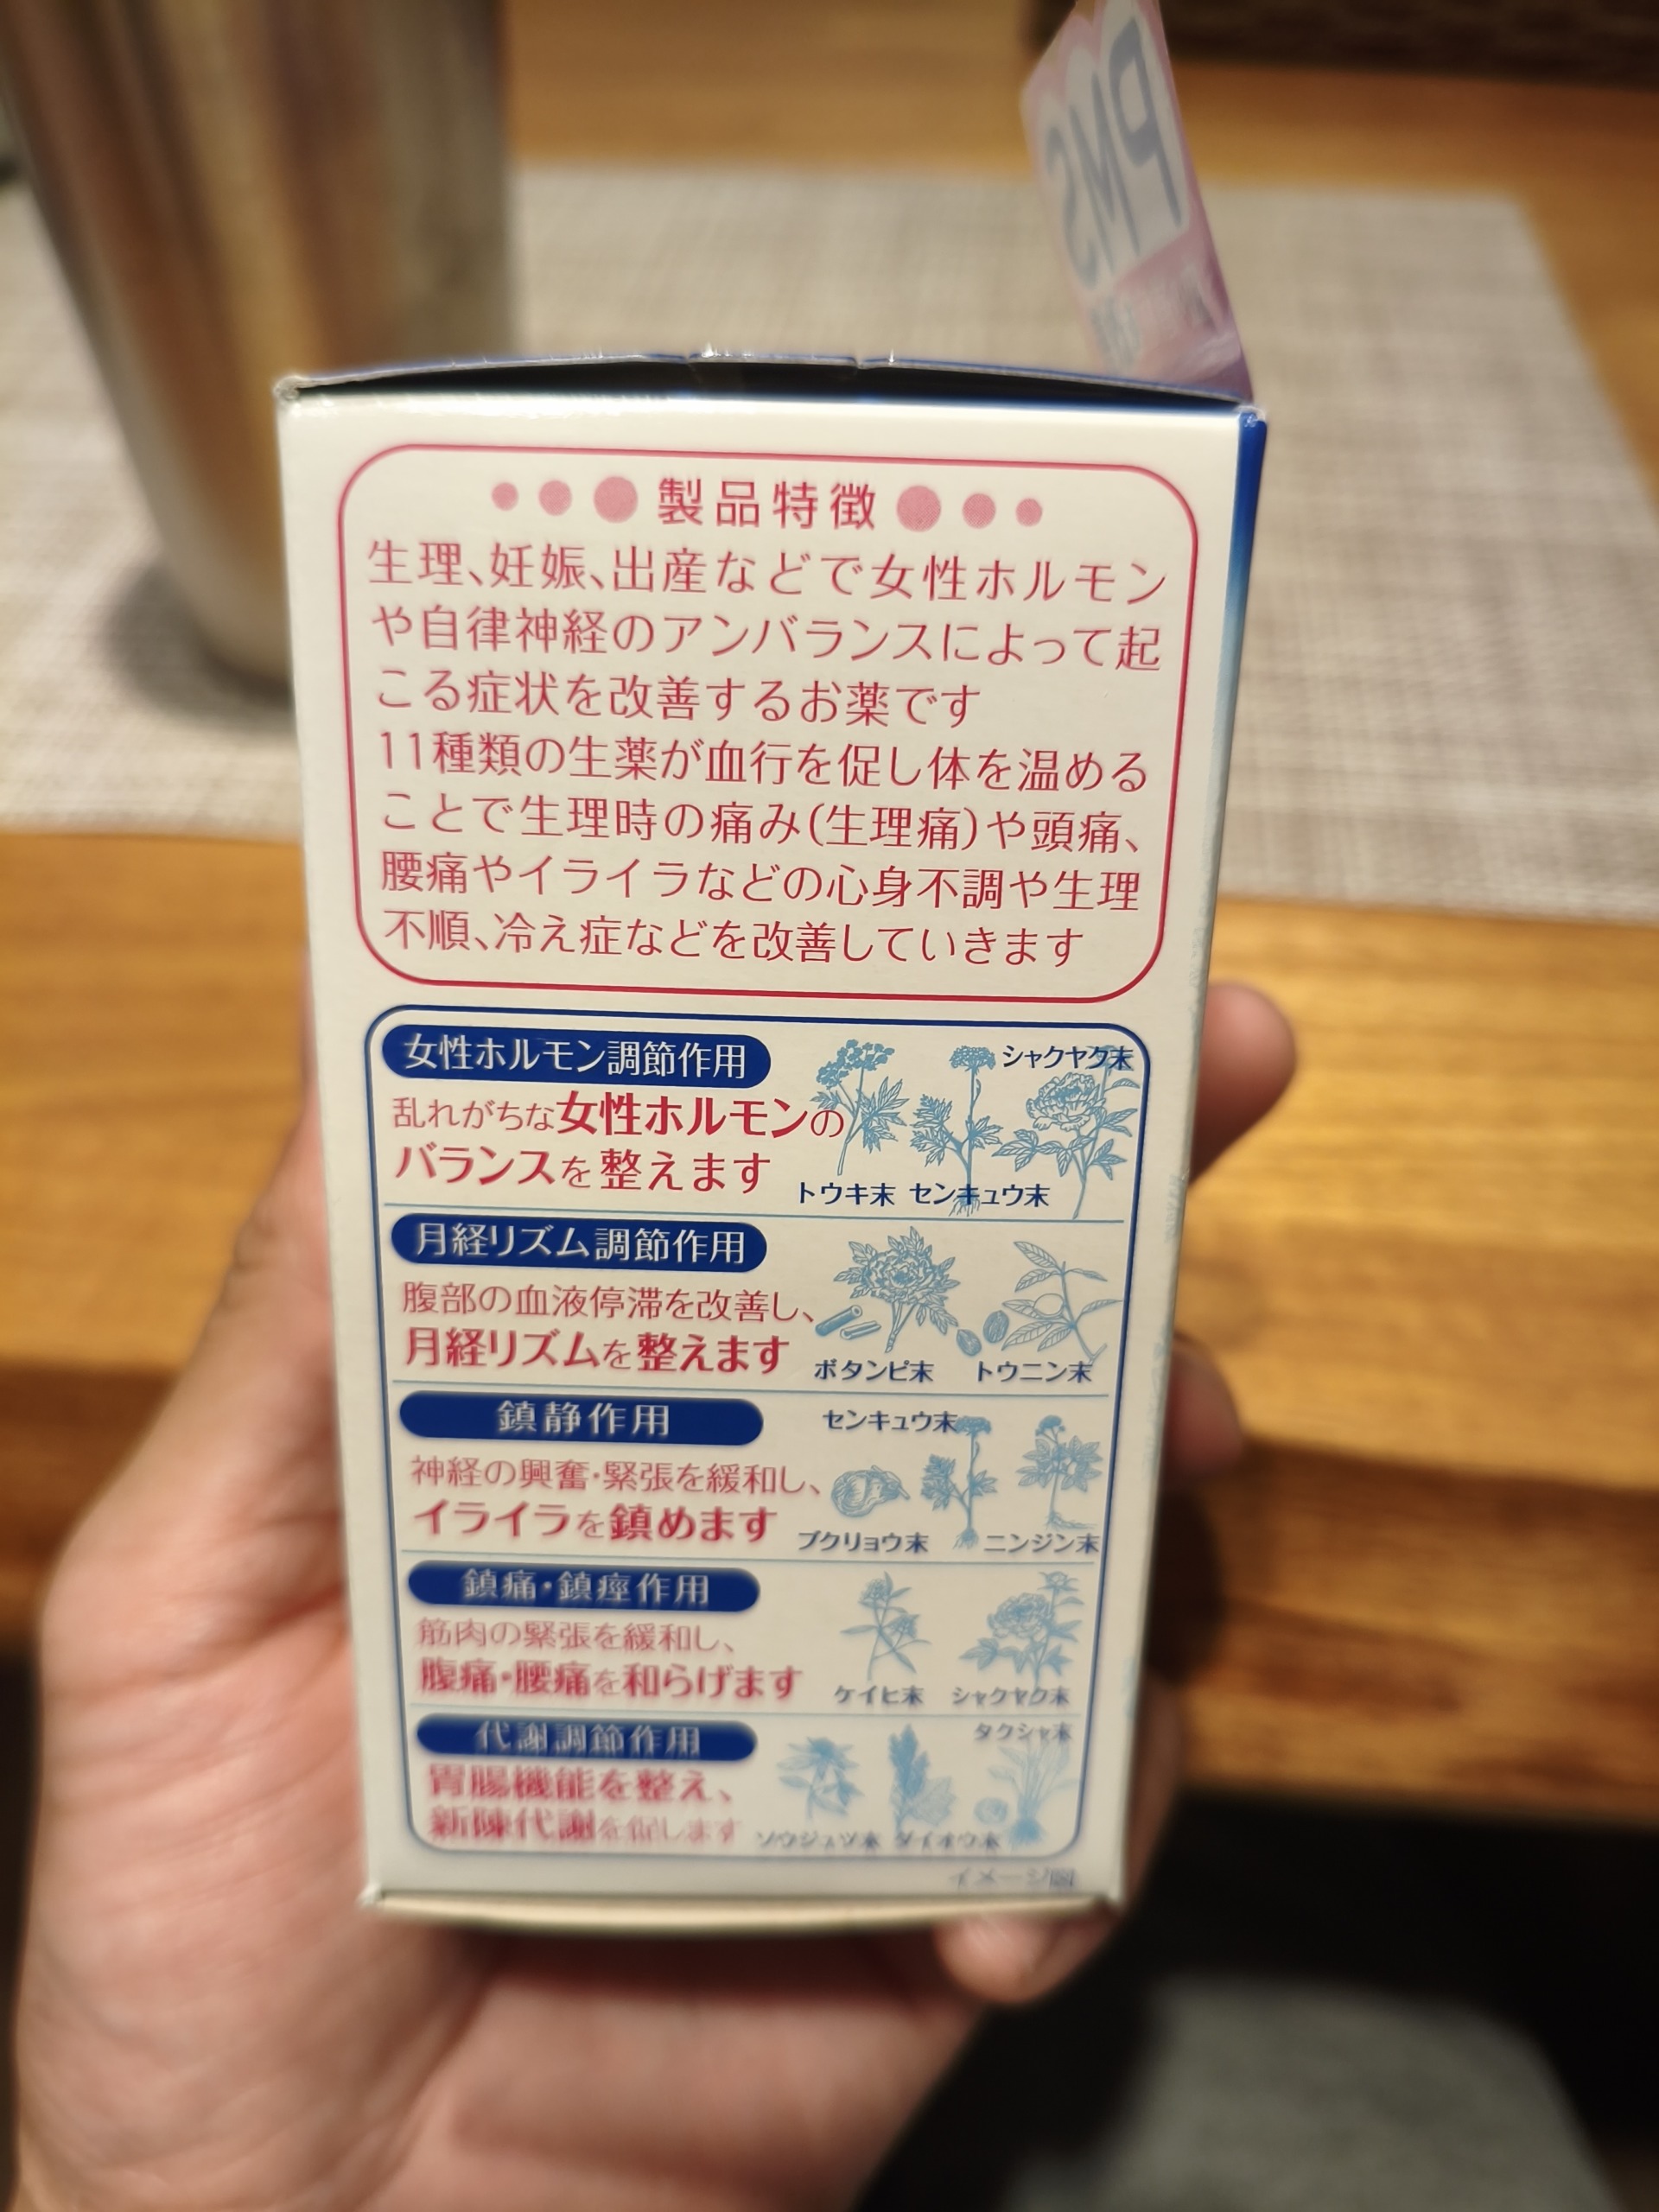 PMS
製品特徴
生理、妊娠、出産などで女性ホルモン
や自律神経のアンバランスによって起
こる症状を改善するお薬です
11種類の生薬が血行を促し体を温める
ことで生理時の痛み(生理痛)や頭痛、
腰痛やイライラなどの心身不調や生理
不順、冷え症などを改善していきます
女性ホルモン調節作用
乱れがちな女性ホルモンの
バランスを整えます
シャクヤク末
トウキ末 センキュウ末
月経リズム調節作用
腹部の血液停滞を改善し、
月経リズムを整えます
ボタンピ末 トウニン末
鎮静作用
神経の興奮・緊張を緩和し、
イライラを鎮めます
センキュウ末
ブクリョウ末 ニンジン末
鎮痛・鎮痙作用
筋肉の緊張を緩和し、
腹痛・腰痛を和らげます
ケイヒ末 シャクヤク末
代謝調節作用
胃腸機能を整え、
新陳代謝を促します
タクシャ末
ソウジュツ末 ダイオウ末
イメージ図